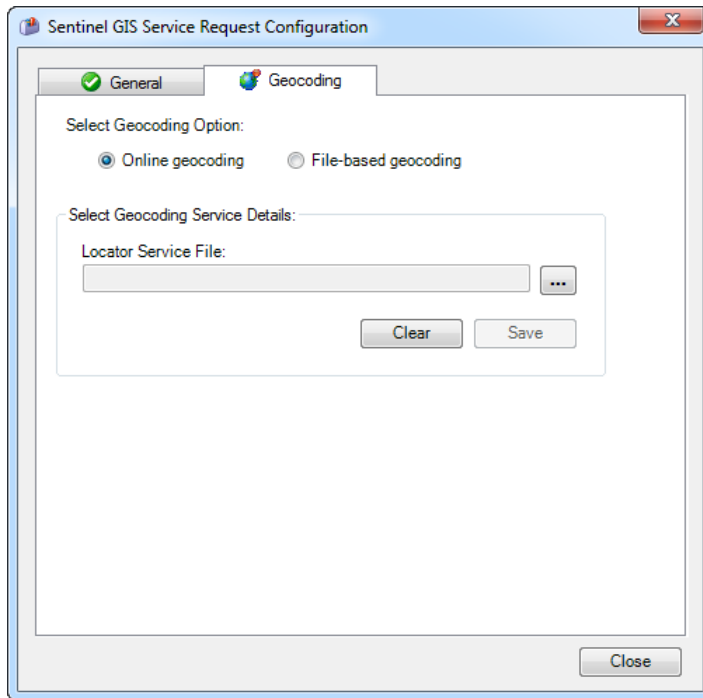 Sentinel GIS Service Request Configuration
General Geocoding
Select Geocoding Option:
Online geocoding File-based geocoding
Select Geocoding Service Details:
Locator Service File:
...
Clear Save
Close